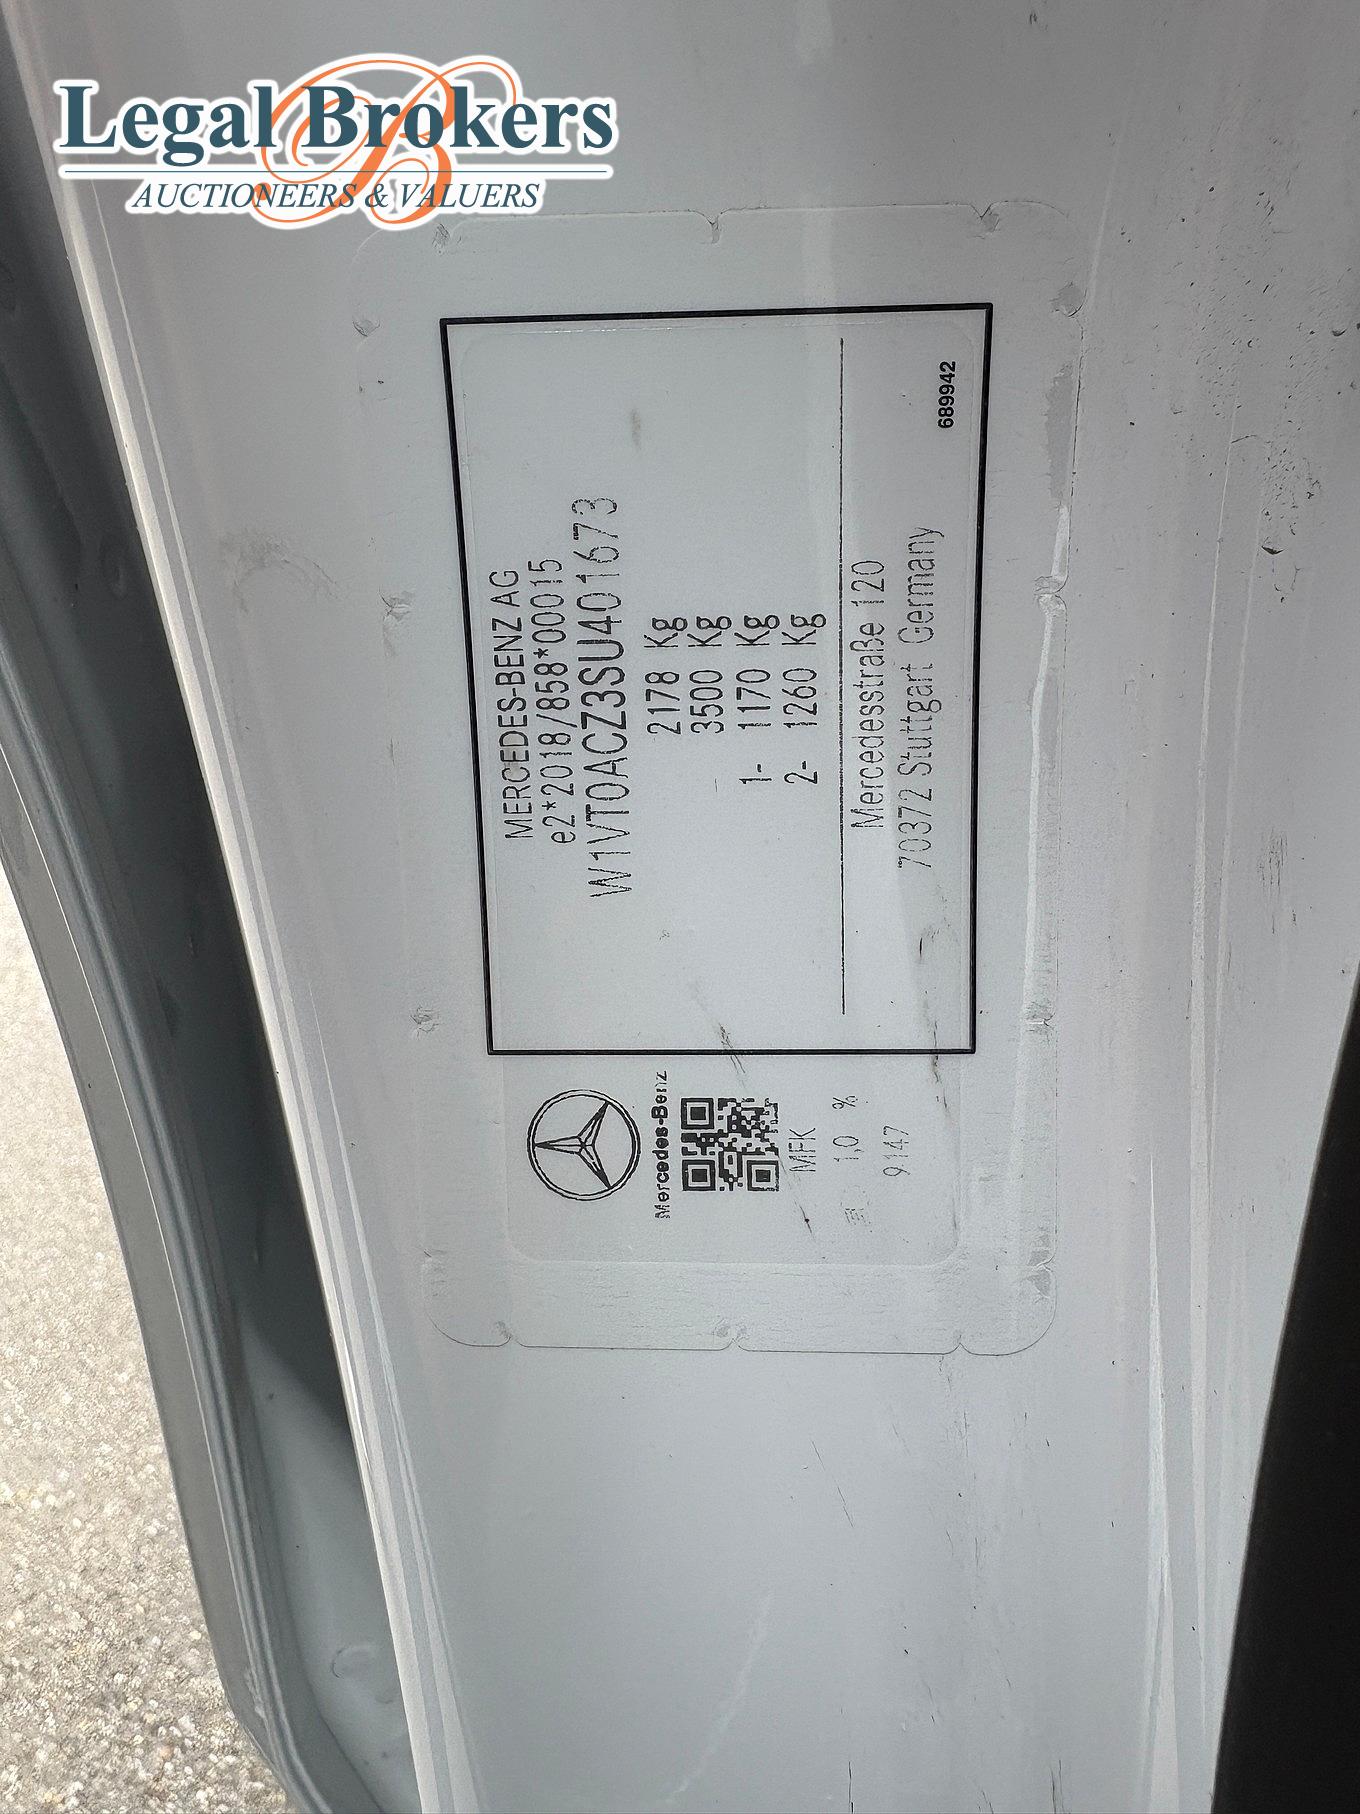 Legal Brokers
AUCTIONEERS & VALUERS
MERCEDES-BENZ AG
e2*2018/858*00015
W1VT0ACZ3SU401673
2178 Kg
- 3500 Kg
1- 1170 Kg
2- 1260 Kg
Mercedesstraße 120
70372 Stuttgart Germany
689942
Mercedes-Benz
MFK
1,0 %
9147